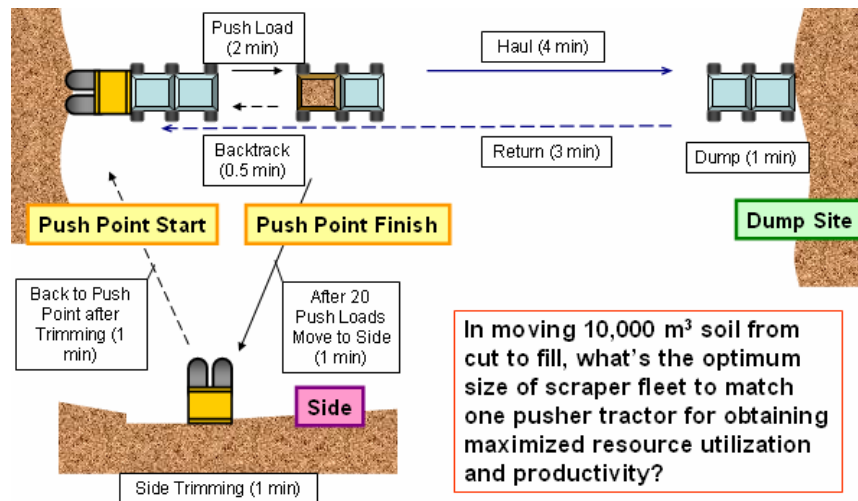 Push Load
(2 min)
Haul (4 min)
Backtrack
(0.5 min)
Return (3 min)
Dump (1 min)
Push Point Start
Push Point Finish
Dump Site
Back to Push
Point after
Trimming (1
min)
After 20
Push Loads
Move to Side
(1 min)
In moving 10,000 m³ soil from
cut to fill, what's the optimum
size of scraper fleet to match
one pusher tractor for obtaining
maximized resource utilization
and productivity?
Side
Side Trimming (1 min)